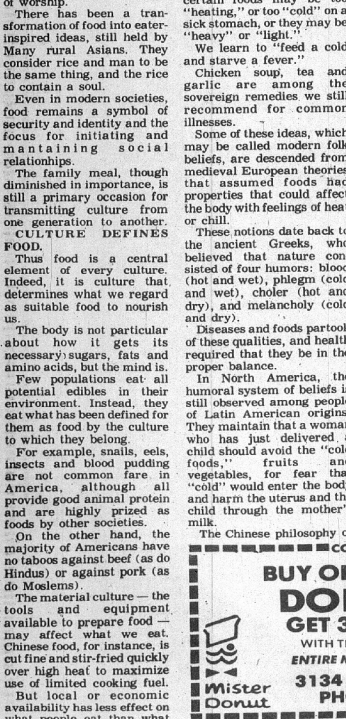 of worship.
There has been a tran-
sformation of food into eater-
inspired ideas, still held by
Many rural Asians. They
consider rice and man to be
the same thing, and the rice
to contain a soul.
Even in modern societies,
food remains a symbol of
security and identity and the
focus for initiating and
mantaining social
relationships.
The family meal, though
diminished in importance, is
still a primary occasion for
transmitting culture from
one generation to another.
CULTURE DEFINES
FOOD.
Thus food is a central
element of every culture.
Indeed, it is culture that
determines what we regard
as suitable food to nourish
us.
The body is not particular
about how it gets its
necessary sugars, fats and
amino acids, but the mind is.
Few populations eat all
potential edibles in their
environment. Instead, they
eat what has been defined for
them as food by the culture
to which they belong.
For example, snails, eels,
insects and blood pudding
are not common fare in
America, although all
provide good animal protein
and are highly prized as
foods by other societies.
On the other hand, the
majority of Americans have
no taboos against beef (as do
Hindus) or against pork (as
do Moslems).
The material culture — the
tools and equipment
available to prepare food —
may affect what we eat.
Chinese food, for instance, is
cut fine and stir-fried quickly
over high heat to maximize
use of limited cooking fuel.
But local or economic
availability has less effect on
what people eat than what
certain foods may be too
"heating," or too "cold" on a
sick stomach, or they may be
"heavy" or "light."
We learn to "feed a cold
and starve a fever."
Chicken soup, tea and
garlic are among the
sovereign remedies we still
recommend for common
illnesses.
Some of these ideas, which
may be called modern folk
beliefs, are descended from
medieval European theories
that assumed foods had
properties that could affect
the body with feelings of heat
or chill.
These notions date back to
the ancient Greeks, who
believed that nature con
sisted of four humors: blood
(hot and wet), phlegm (cold
and wet), choler (hot and
dry), and melancholy (cold
and dry).
Diseases and foods partook
of these qualities, and health
required that they be in the
proper balance.
In North America, the
humoral system of beliefs is
still observed among people
of Latin American origins
They maintain that a woman
who has just delivered a
child should avoid the "cold
foods," fruits and
vegetables, for fear that
"cold" would enter the body
and harm the uterus and the
child through the mother's
milk.
The Chinese philosophy o
CO
BUY O
DO
GET 3
WITH T
ENTIRE
Mister
Donut
3134
PH